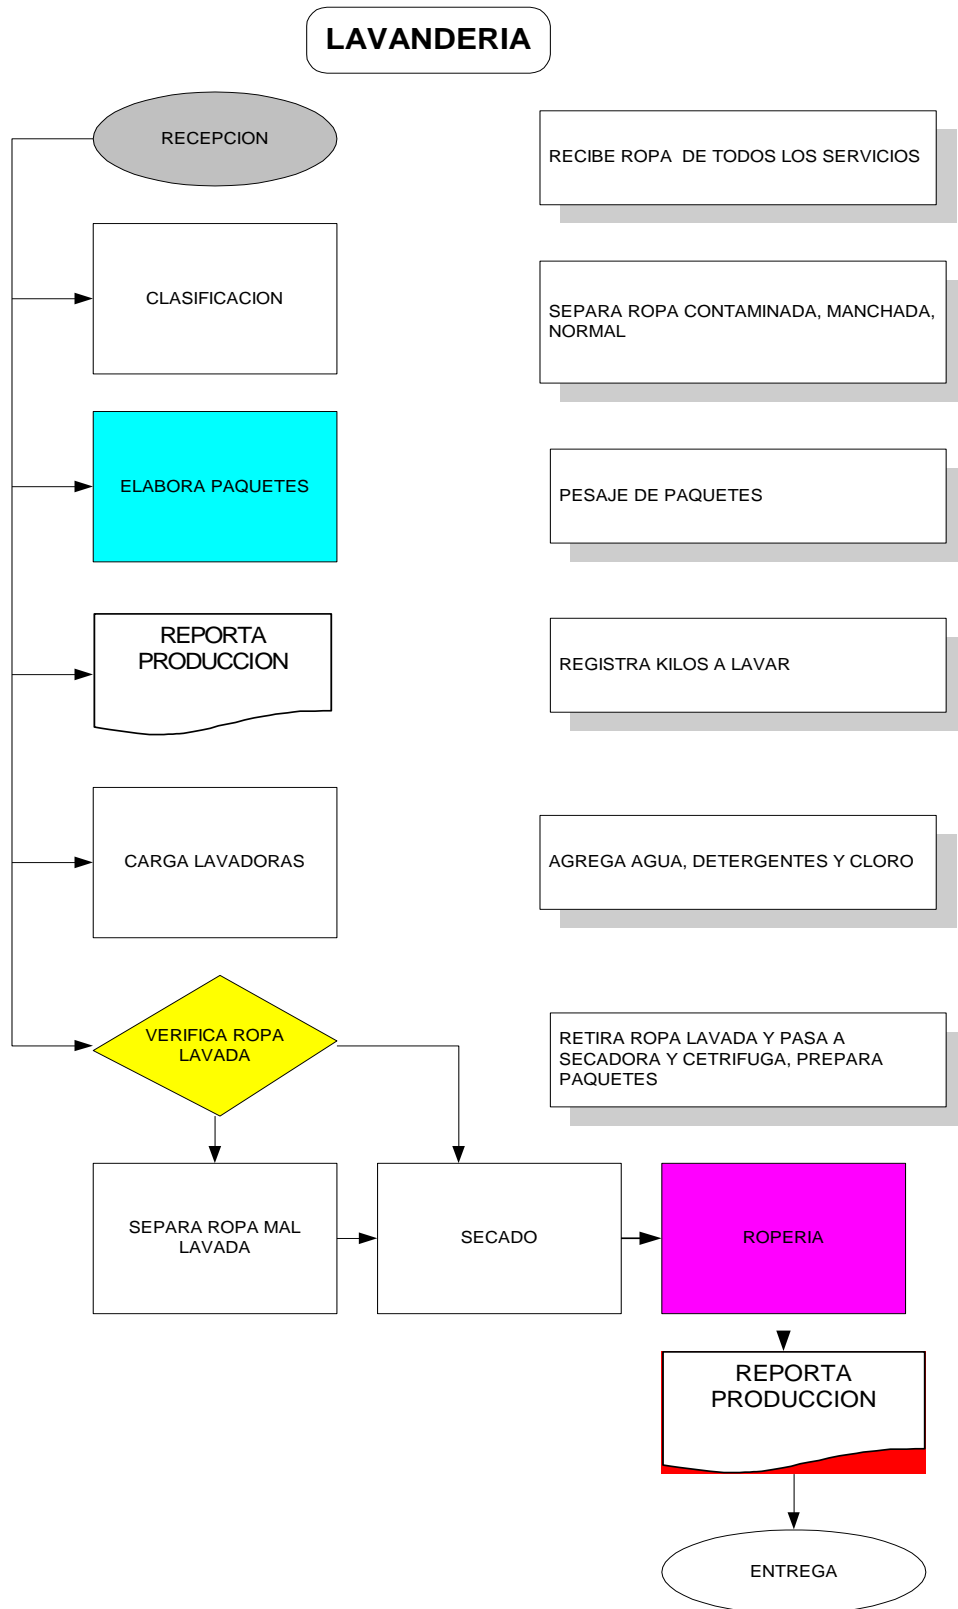 LAVANDERIA
RECEPCION
RECIBE ROPA DE TODOS LOS SERVICIOS
CLASIFICACION
SEPARA ROPA CONTAMINADA, MANCHADA,
NORMAL
ELABORA PAQUETES
PESAJE DE PAQUETES
REPORTA
PRODUCCION
REGISTRA KILOS A LAVAR
CARGA LAVADORAS
AGREGA AGUA, DETERGENTES Y CLORO
VERIFICA ROPA
LAVADA
RETIRA ROPA LAVADA Y PASA A
SECADORA Y CETRIFUGA, PREPARA
PAQUETES
SEPARA ROPA MAL
LAVADA
SECADO
ROPERIA
REPORTA
PRODUCCION
ENTREGA